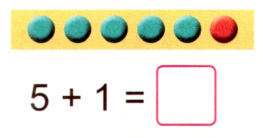 5 + 1 =